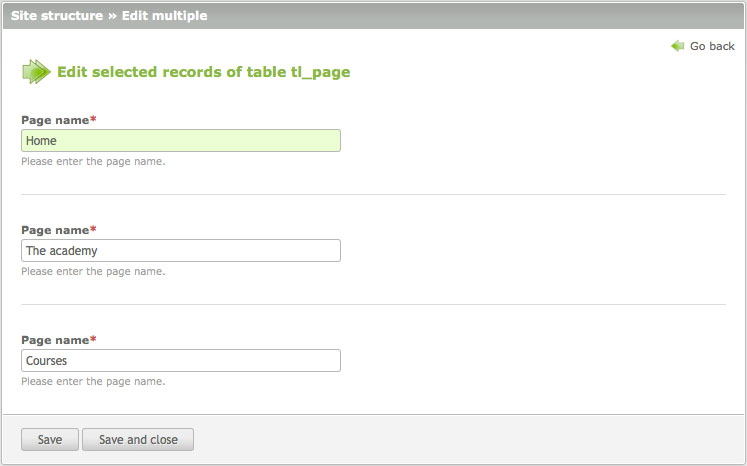 Site structure » Edit multiple
Go back
Edit selected records of table tl_page
Page name*
Home
Please enter the page name.
Page name*
The academy
Please enter the page name.
Page name*
Courses
Please enter the page name.
Save Save and close